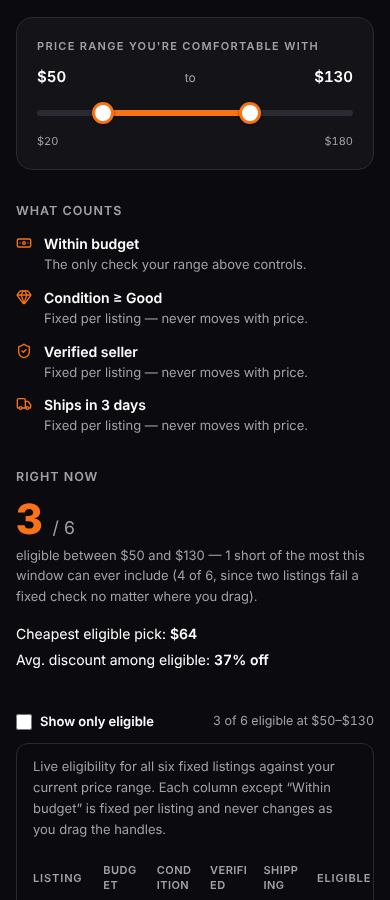 PRICE RANGE YOU'RE COMFORTABLE WITH
$50 to $130
$20 $180
WHAT COUNTS
Within budget
The only check your range above controls.
Condition ≥ Good
Fixed per listing — never moves with price.
Verified seller
Fixed per listing — never moves with price.
Ships in 3 days
Fixed per listing — never moves with price.
RIGHT NOW
3 / 6
eligible between $50 and $130 — 1 short of the most this
window can ever include (4 of 6, since two listings fail a
fixed check no matter where you drag).
Cheapest eligible pick: $64
Avg. discount among eligible: 37% off
Show only eligible 3 of 6 eligible at $50–$130
Live eligibility for all six fixed listings against your
current price range. Each column except “Within
budget” is fixed per listing and never changes as
you drag the handles.
LISTING BUDG COND VERIFI SHIPP ELIGIBLE
ET ITION ED ING